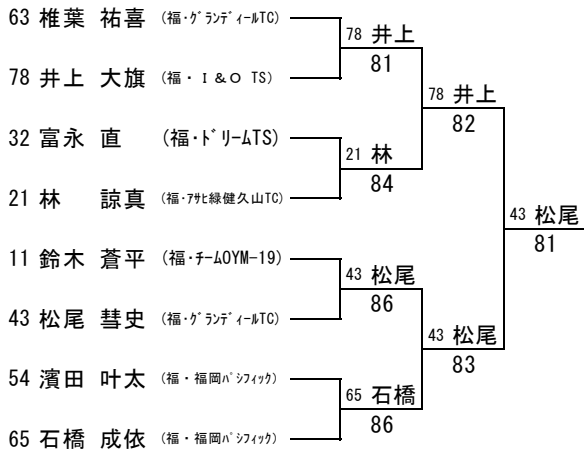 63 椎葉 祐喜 (福・グランディールTC)
78 井上 大旗 (福・I&O TS)
32 富永 直 (福・ドリームTS)
21 林 諒真 (福・アサヒ緑健久山TC)
11 鈴木 蒼平 (福・チームOYM-19)
43 松尾 彗史 (福・グランディールTC)
54 濱田 叶太 (福・福岡パシフィック)
65 石橋 成依 (福・福岡パシフィック)
78 井上
81
21 林
84
43 松尾
86
65 石橋
86
78 井上
82
43 松尾
83
43 松尾
81